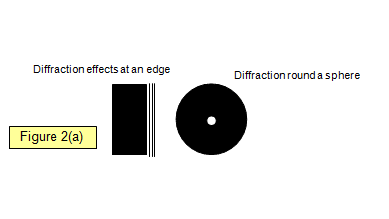 Diffraction effects at an edge
Diffraction round a sphere
Figure 2(a)